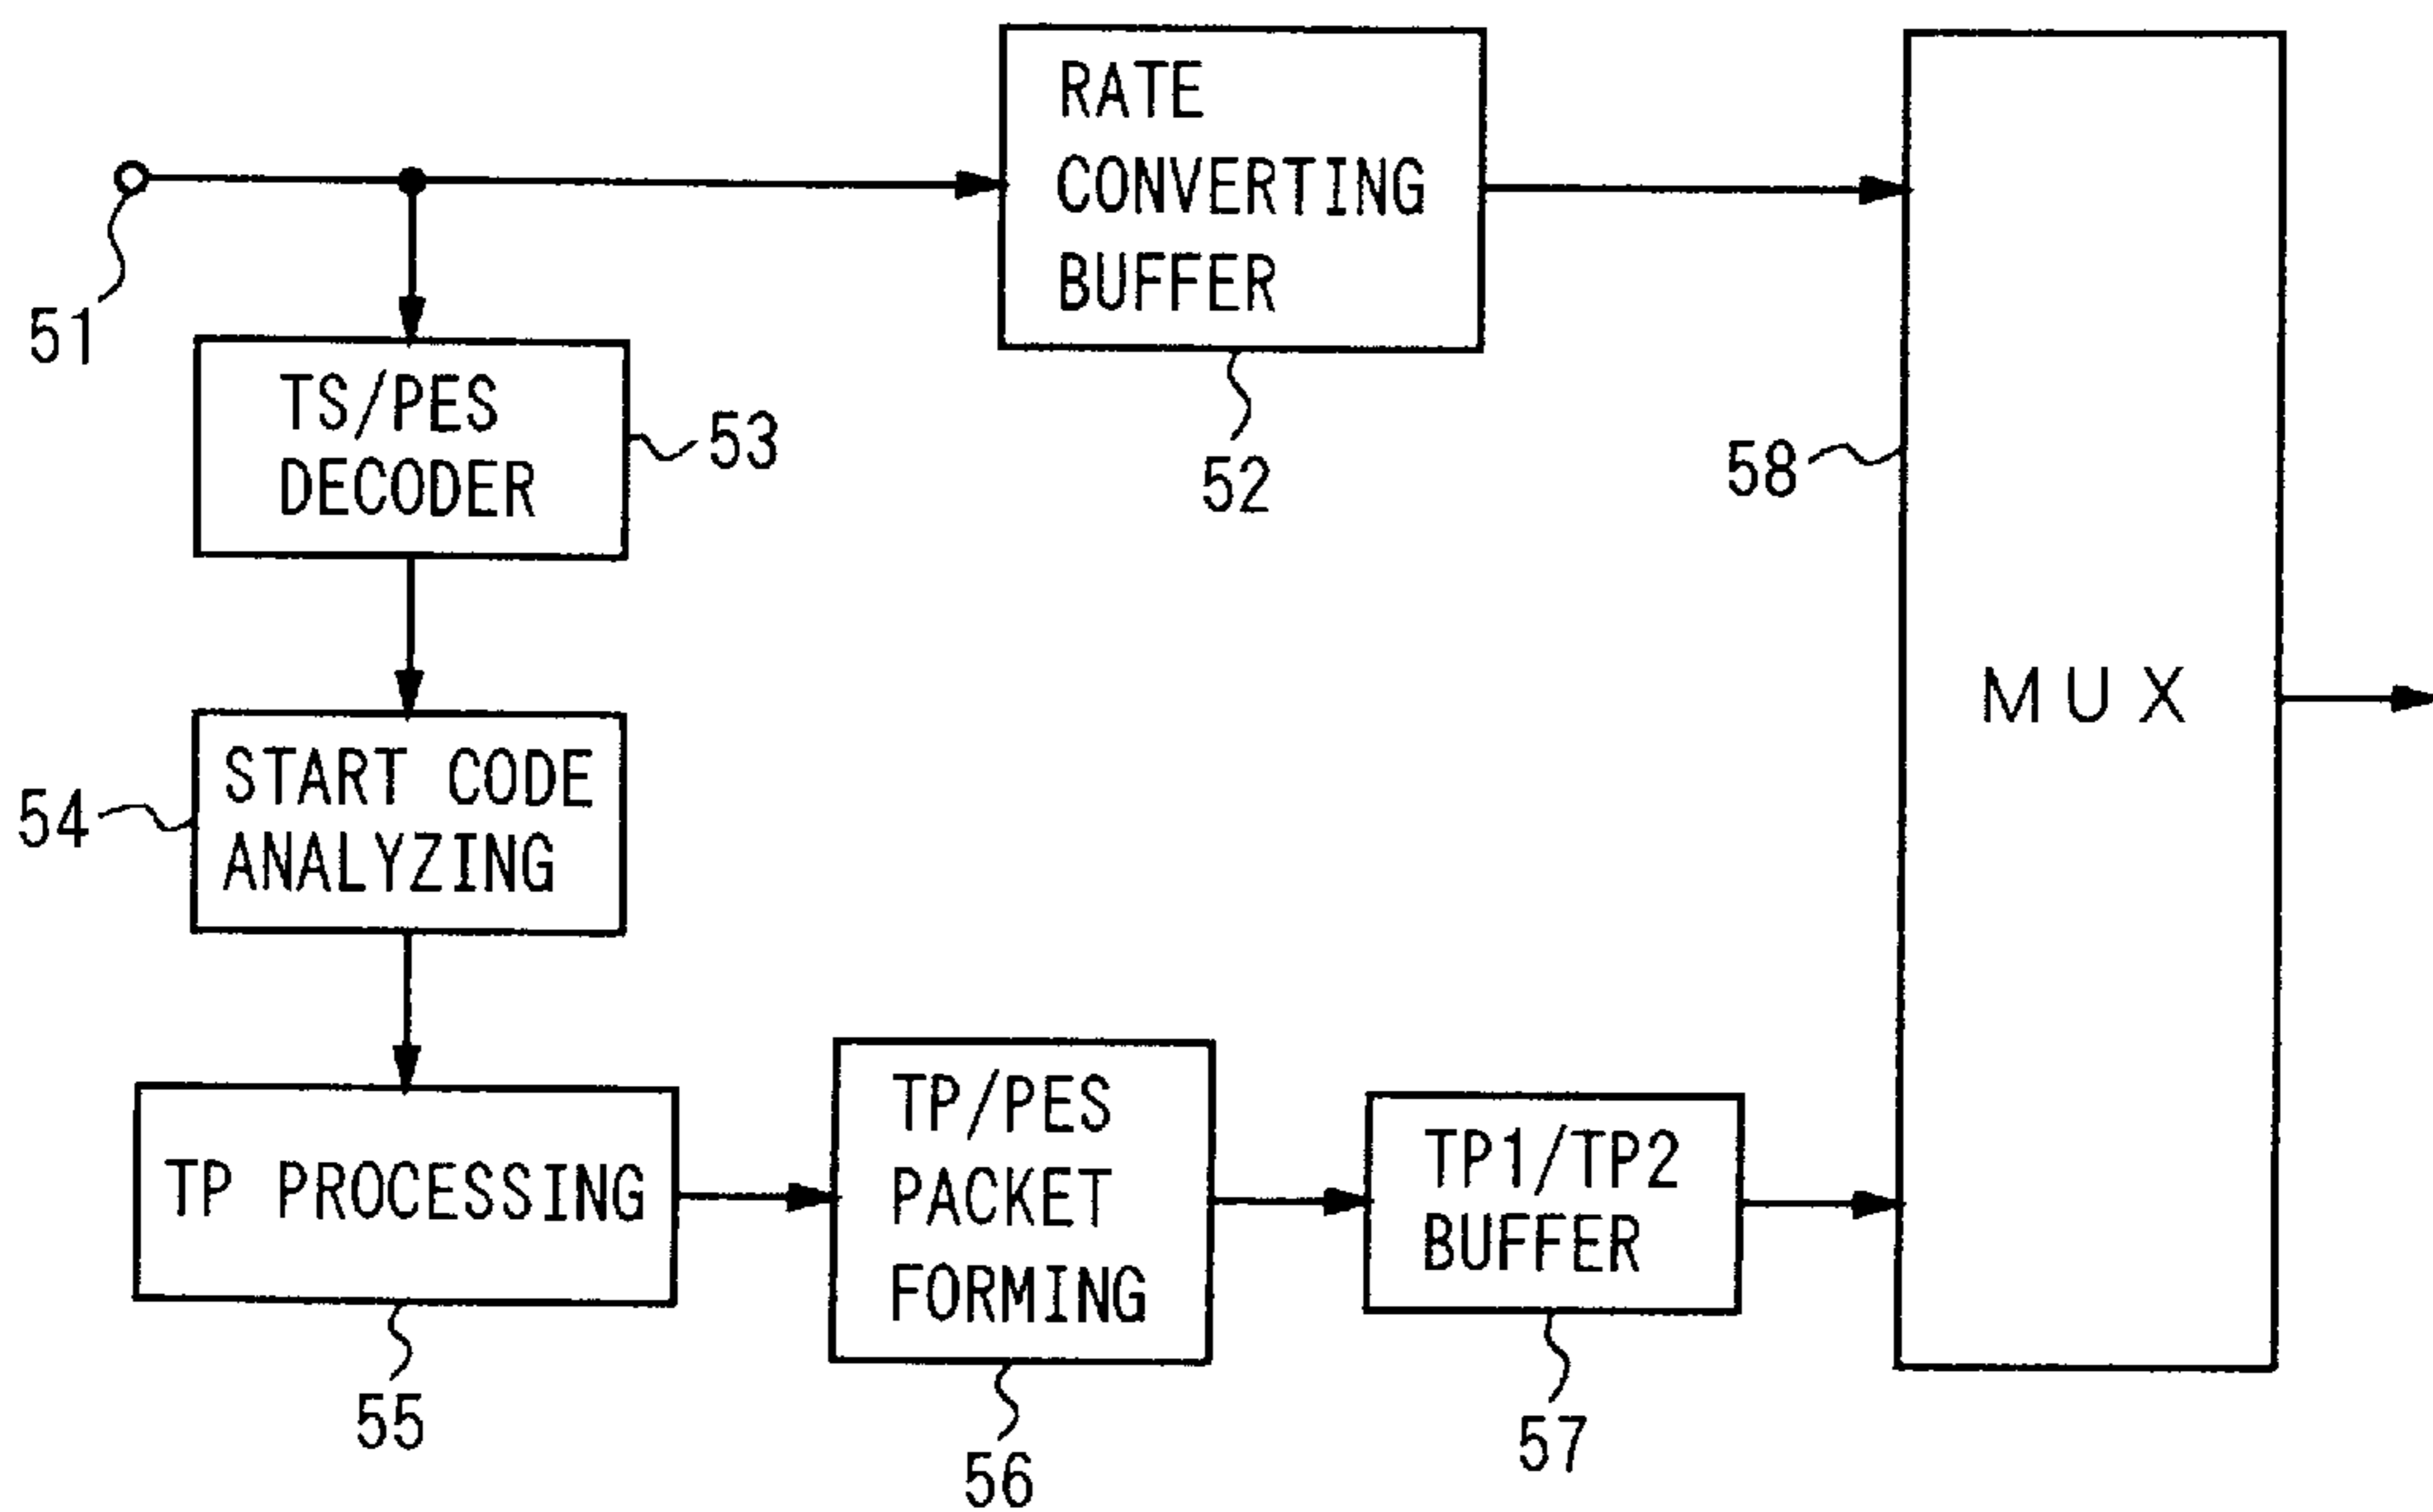 RATE
CONVERTING
BUFFER
51
52
TS/PES
DECODER
53
58
MUX
START CODE
ANALYZING
54
TP PROCESSING
55
TP/PES
PACKET
FORMING
56
TP1/TP2
BUFFER
57